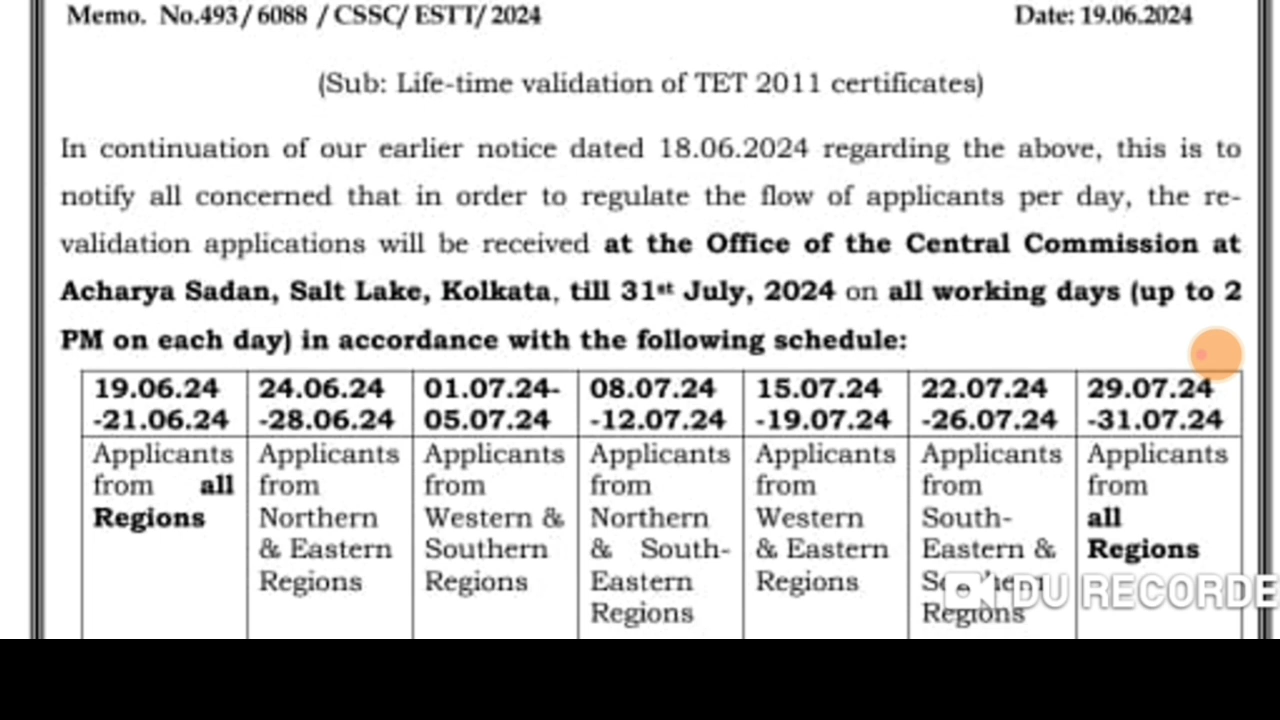 Memo. No.493/6088 /CSSC/ESTT/2024 Date: 19.06.2024
(Sub: Life-time validation of TET 2011 certificates)
In continuation of our earlier notice dated 18.06.2024 regarding the above, this is to
notify all concerned that in order to regulate the flow of applicants per day, the re-
validation applications will be received at the Office of the Central Commission at
Acharya Sadan, Salt Lake, Kolkata, till 31st July, 2024 on all working days (up to 2
PM on each day) in accordance with the following schedule:
19.06.24
-21.06.24
Applicants
from all
Regions
24.06.24
-28.06.24
Applicants
from
Northern
& Eastern
Regions
01.07.24-
05.07.24
Applicants
from
Western &
Southern
Regions
08.07.24
-12.07.24
Applicants
from
Northern
& South-
Eastern
Regions
15.07.24
-19.07.24
Applicants
from
Western
& Eastern
Regions
22.07.24
-26.07.24
Applicants
from
South-
Eastern &
Regions
29.07.24
-31.07.24
Applicants
from
all
Regions
DU RECORDE